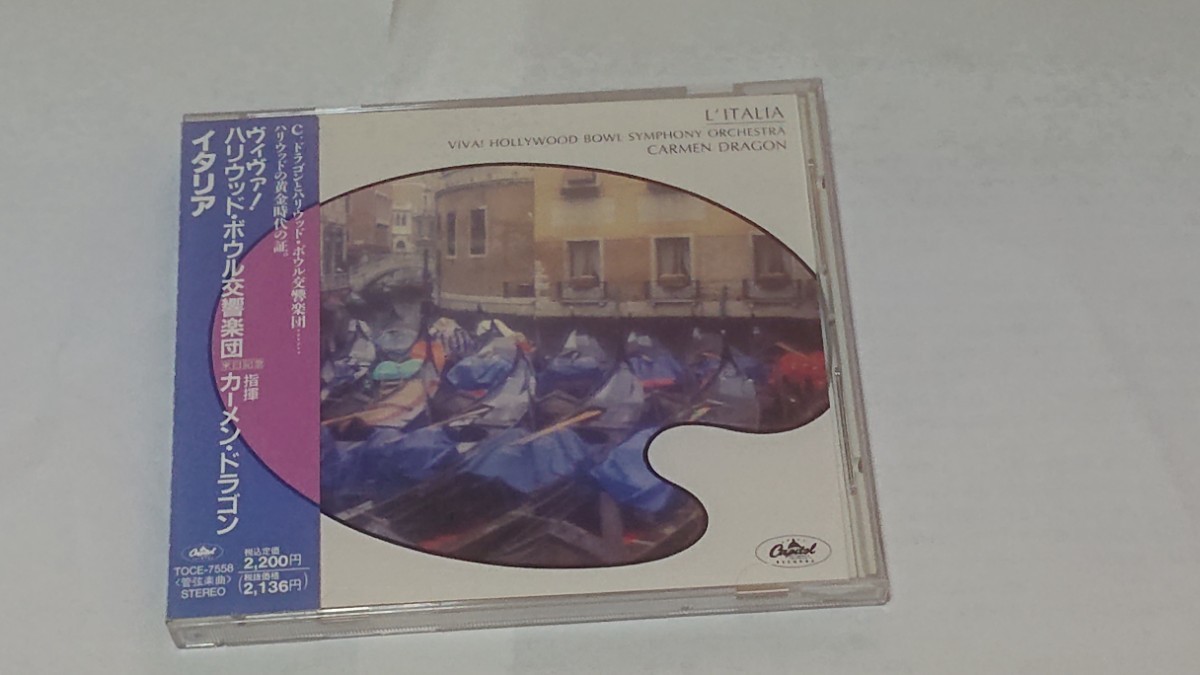 L'ITALIA
VIVA! HOLLYWOOD BOWL SYMPHONY ORCHESTRA
CARMEN DRAGON
C.ドラゴンとハリウッド・ボウル交響楽団……
ハリウッドの黄金時代の証。
ヴィヴァ!
ハリウッド・ボウル交響楽団
指揮
カーメン・ドラゴン
イタリア
Capitol
TOCE-7558
〈管弦楽曲〉
STEREO
税込定価
2,200円
(税抜価格
2,136円)
Capitol
RECORDS